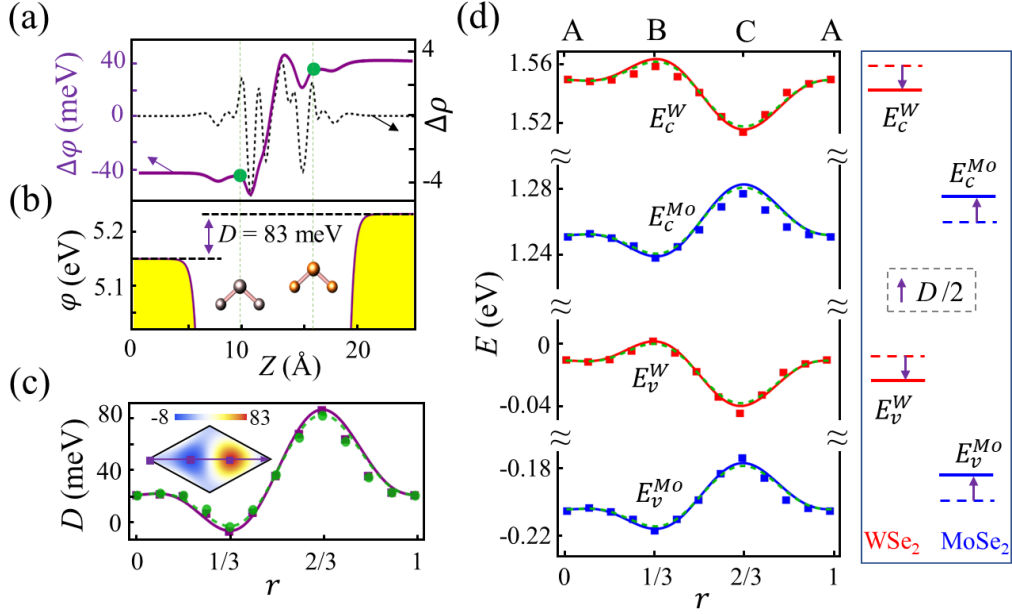 (a)
40
0
-40
Δφ (meV)
4
0
-4
Δρ
(b)
5.2
5.1
φ (eV)
D = 83 meV
0
10
20
Z (Å)
(c)
-8 83
80
40
0
D (meV)
0 1/3 2/3 1
r
(d)
A B C A
1.56
1.52
E_c^W
≈ ≈
1.28
1.24
E_c^Mo
≈ ≈
0
-0.04
E_v^W
≈ ≈
-0.18
-0.22
E_v^Mo
E (eV)
0 1/3 2/3 1
r
E_c^W
E_c^Mo
D/2
E_v^W
E_v^Mo
WSe₂ MoSe₂